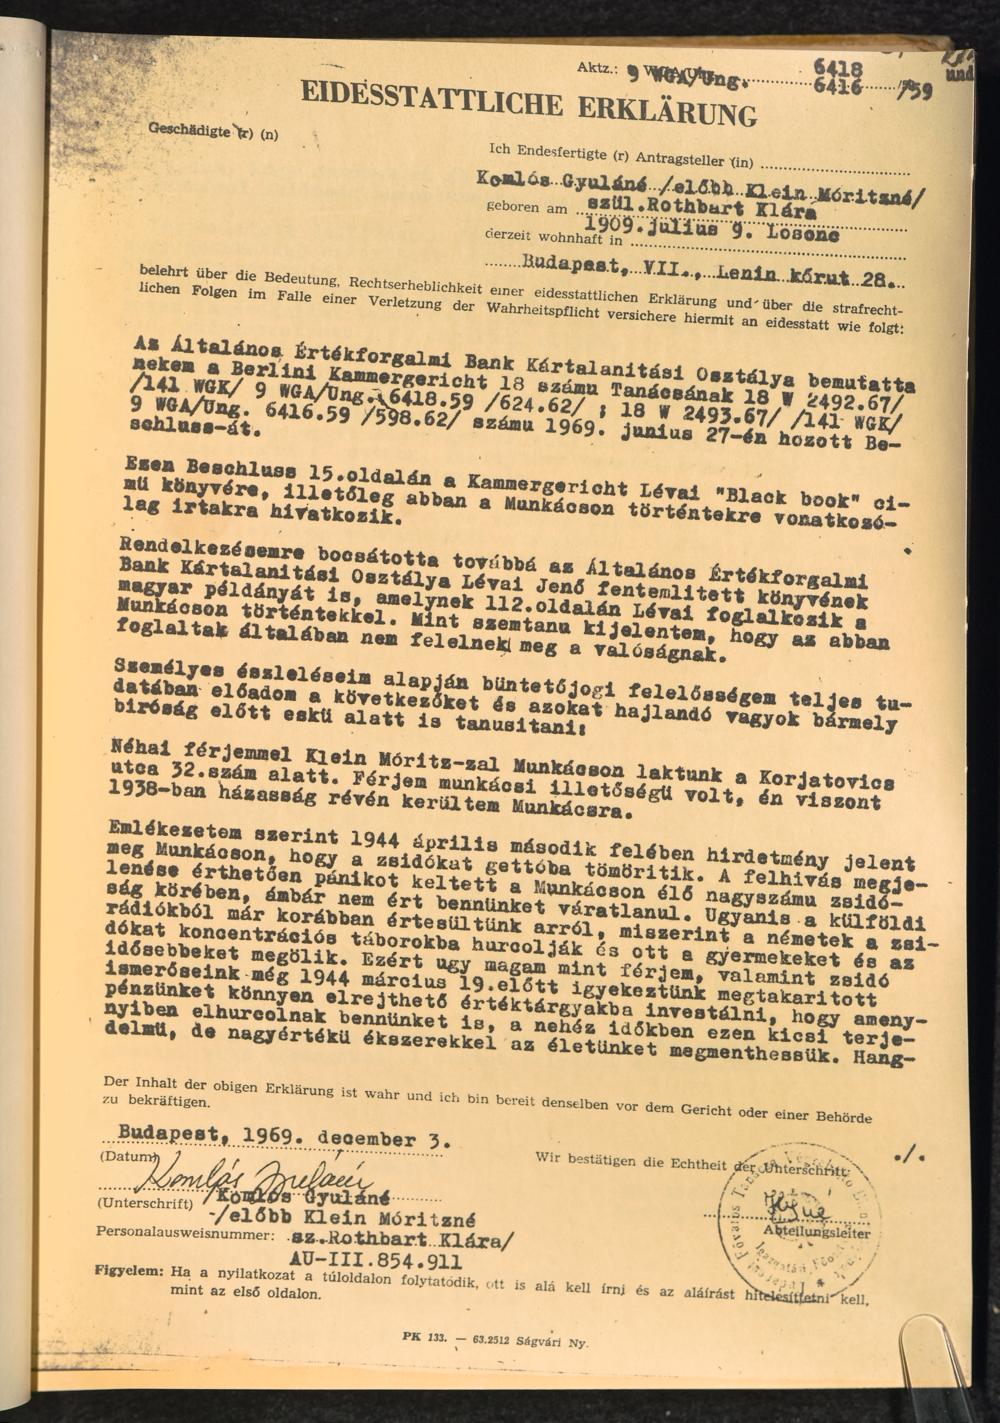 Aktz.: 9 WGA/Ung. 6418
6416 /59
und
EIDESSTATTLICHE ERKLÄRUNG
Geschädigte (r) (n)
Ich Endesfertigte (r) Antragsteller (in)
Komlós Gyuláné /előbb Klein Móritzné/
szül.Rothbart Klára
geboren am
1909.julius 9. Losonc
derzeit wohnhaft in
Budapest, VII., Lenin kőrut 28.
belehrt über die Bedeutung, Rechtserheblichkeit einer eidesstattlichen Erklärung und über die strafrecht-
lichen Folgen im Falle einer Verletzung der Wahrheitspflicht versichere hiermit an eidesstatt wie folgt:
Az Általános Értékforgalmi Bank Kártalanitási Osztálya bemutatta
nekem a Berlini Kammergericht 18 számu Tanácsának 18 W 2492.67/
/141 WGK/ 9 WGA/Ung. 6418.59 /624.62/ ; 18 W 2493.67/ /141 WGK/
9 WGA/Ung. 6416.59 /598.62/ számu 1969. junius 27-én hozott Be-
schluss-át.
Ezen Beschluss 15.oldalán a Kammergericht Lévai "Black book" ci-
mü könyvére, illetőleg abban a Munkácson történtekre vonatkozó-
lag irtakra hivatkozik.
Rendelkezésemre bocsátotta továbbá az Általános Értékforgalmi
Bank Kártalanitási Osztálya Lévai Jenő fentemlitett könyvének
magyar példányát is, amelynek 112.oldalán Lévai foglalkozik a
Munkácson történtekkel. Mint szemtanu kijelentem, hogy az abban
foglaltak általában nem felelnek meg a valóságnak.
Személyes észleléseim alapján büntetőjogi felelősségem teljes tu-
datában előadom a következőket és azokat hajlandó vagyok bármely
biróság előtt eskü alatt is tanusitani:
Néhai férjemmel Klein Móritz-zal Munkácson laktunk a Korjatovics
utca 32.szám alatt. Férjem munkácsi illetőségü volt, én viszont
1938-ban házasság révén kerültem Munkácsra.
Emlékezetem szerint 1944 április második felében hirdetmény jelent
meg Munkácson, hogy a zsidókat gettóba tömöritik. A felhivás megje-
lenése érthetően pánikot keltett a Munkácson élő nagyszámu zsidó-
ság körében, ámbár nem ért bennünket váratlanul. Ugyanis a külföldi
rádiókból már korábban értesültünk arról, miszerint a németek a zsi-
dókat koncentrációs táborokba hurcolják és ott a gyermekeket és az
idősebbeket megölik. Ezért ugy magam mint férjem, valamint zsidó
ismerőseink még 1944 március 19.előtt igyekeztünk megtakaritott
pénzünket könnyen elrejthető értéktárgyakba investálni, hogy ameny-
nyiben elhurcolnak bennünket is, a nehéz időkben ezen kicsi terje-
delmü, de nagyértékü ékszerekkel az életünket megmenthessük. Hang-
Der Inhalt der obigen Erklärung ist wahr und ich bin bereit denselben vor dem Gericht oder einer Behörde
zu bekräftigen.
Budapest, 1969. december 3.
./.
(Datum)
Wir bestätigen die Echtheit der Unterschrift:
Komlós Gyuláné
(Unterschrift) /Komlós Gyuláné
-/előbb Klein Móritzné
Abteilungsleiter
Personalausweisnummer: sz.Rothbart Klára/
AU-III.854.911
Figyelem: Ha a nyilatkozat a túloldalon folytatódik, ott is alá kell írni és az aláírást hitelesíttetni kell,
mint az első oldalon.
PK 133. — 63.2512 Ságvári Ny.